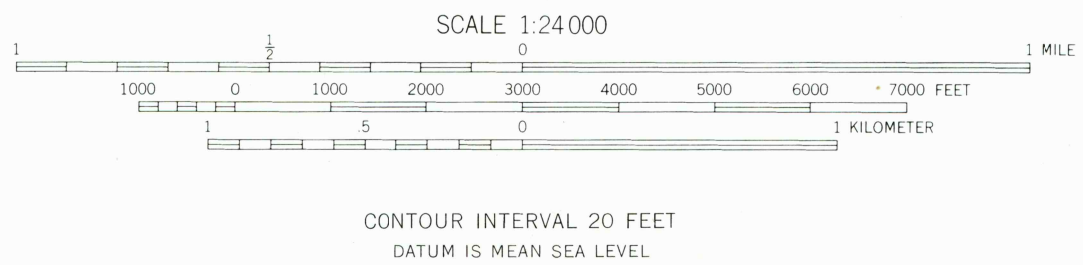 SCALE 1:24 000
1 ½ 0 1 MILE
1000 0 1000 2000 3000 4000 5000 6000 7000 FEET
1 .5 0 1 KILOMETER
CONTOUR INTERVAL 20 FEET
DATUM IS MEAN SEA LEVEL